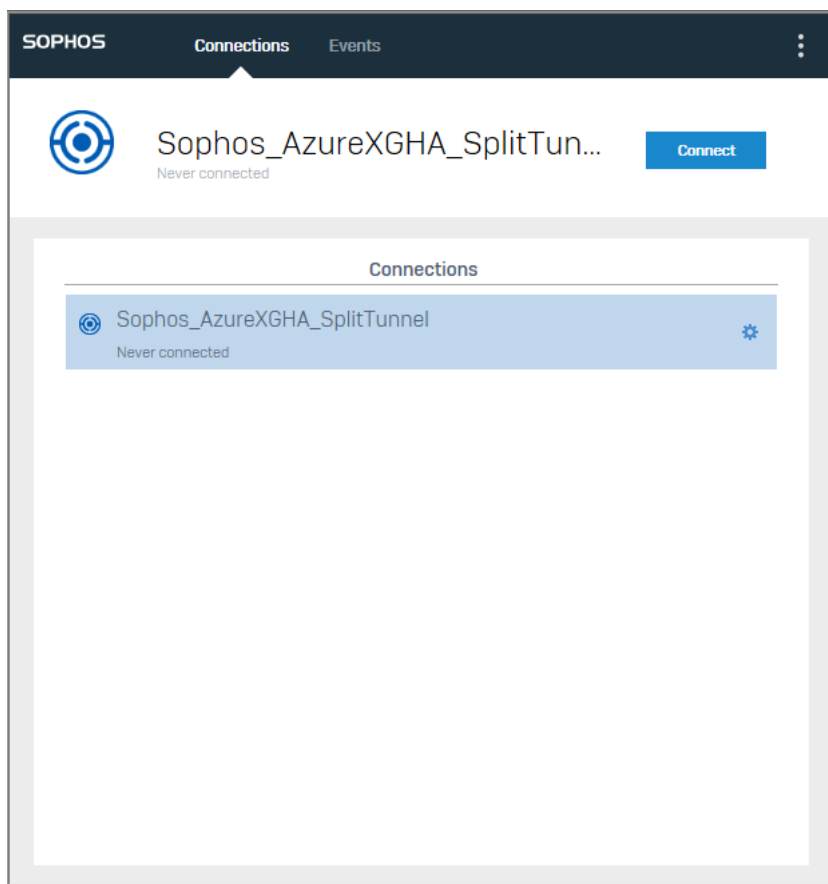 SOPHOS Connections Events
Sophos_AzureXGHA_SplitTun... Connect
Never connected
Connections
Sophos_AzureXGHA_SplitTunnel
Never connected